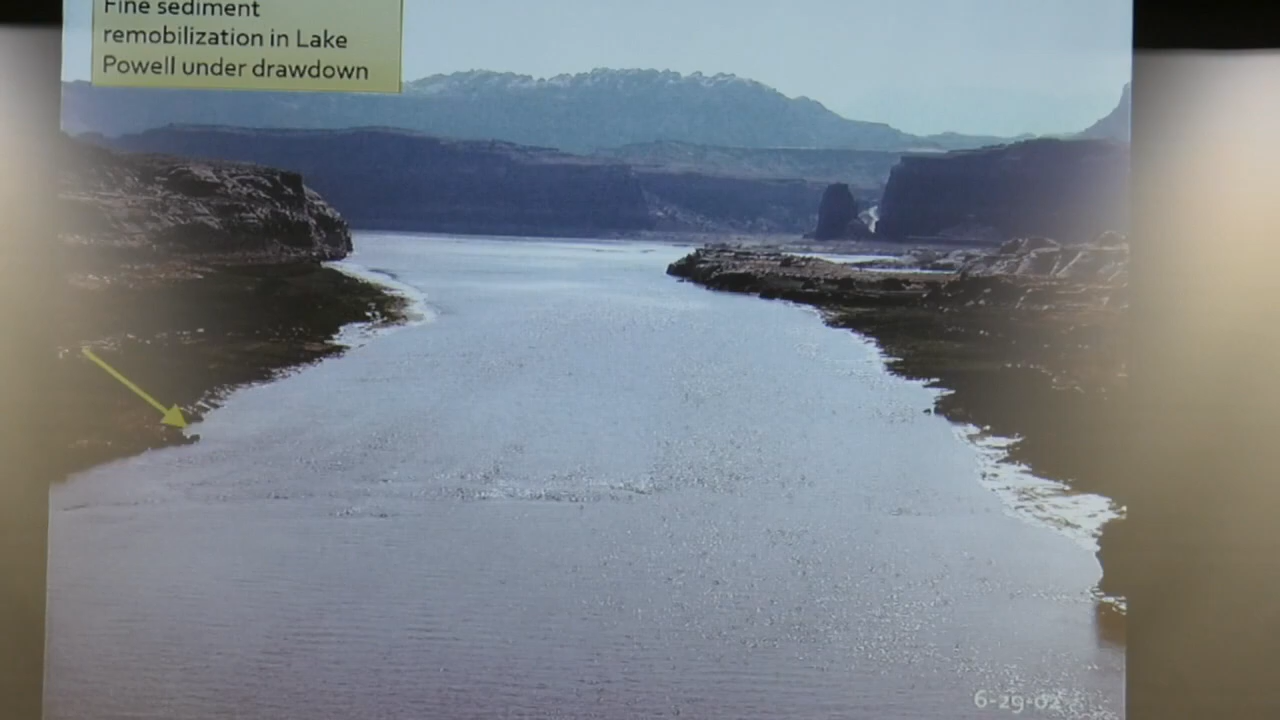 Fine sediment
remobilization in Lake
Powell under drawdown
6-29-02